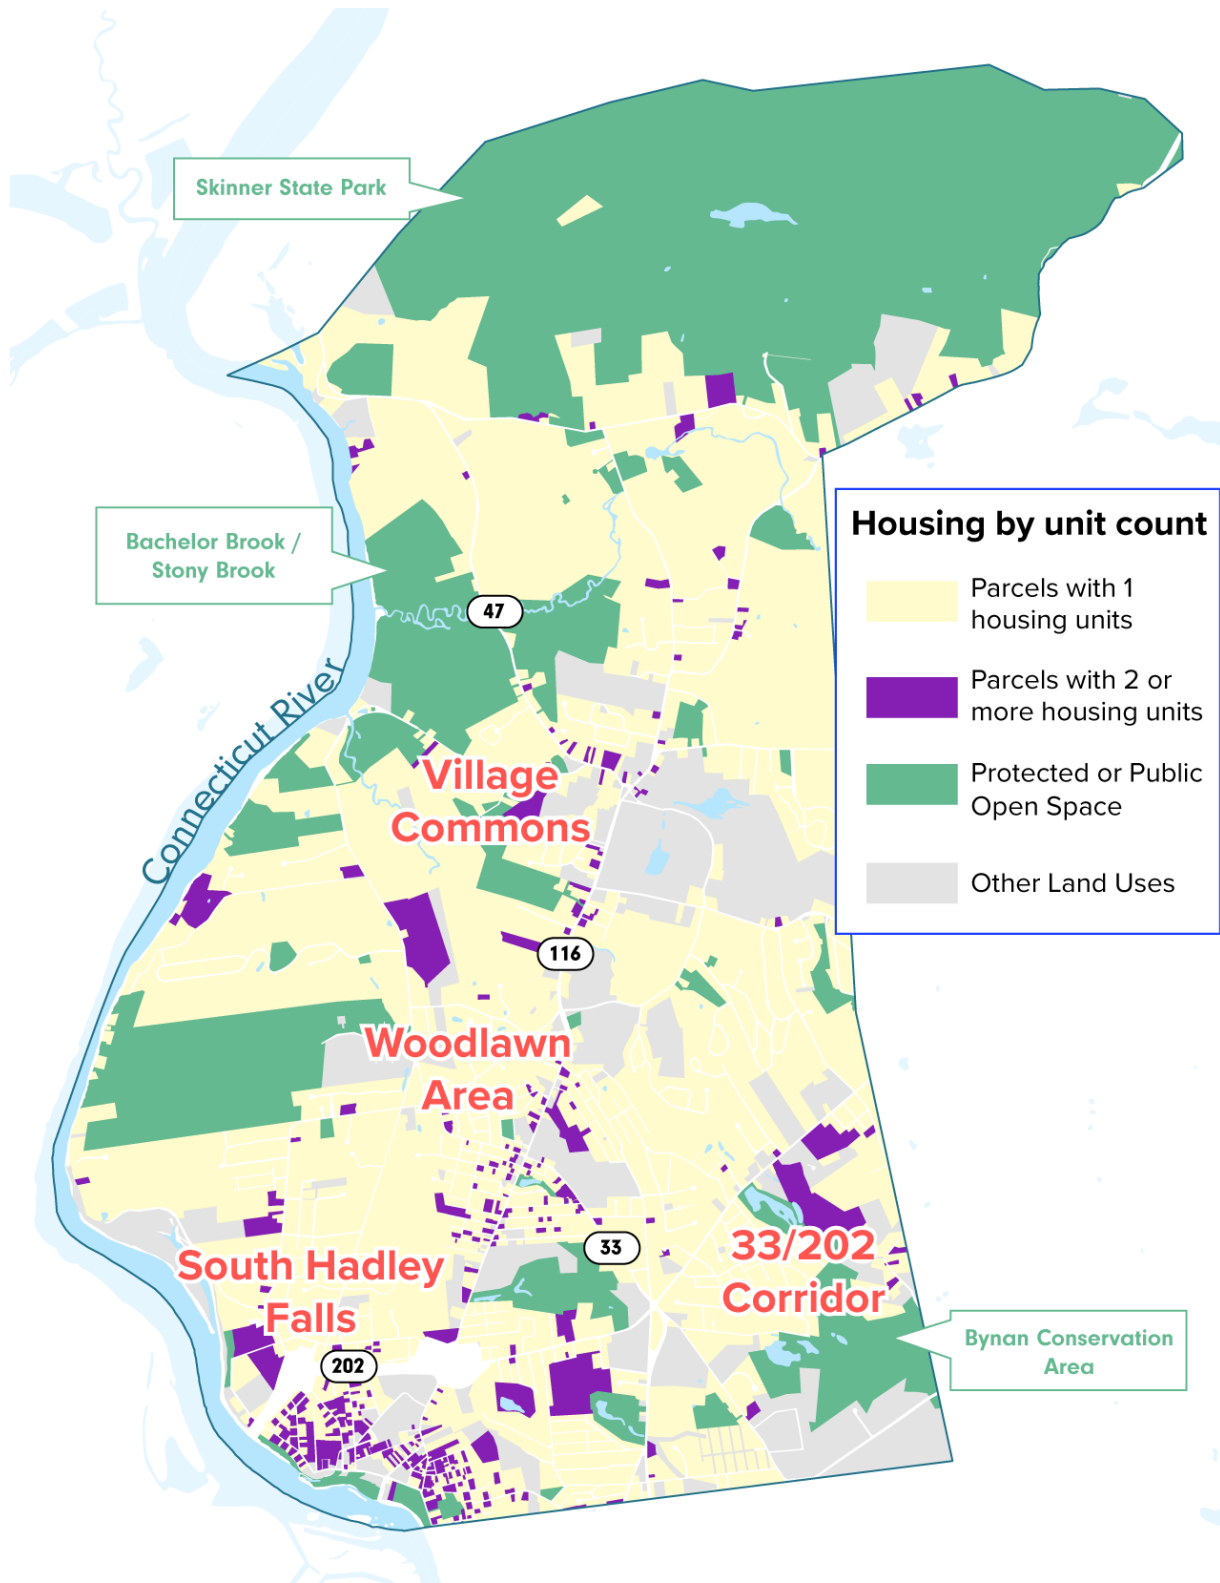 Skinner State Park
Housing by unit count
Parcels with 1
housing units
Parcels with 2 or
more housing units
Protected or Public
Open Space
Other Land Uses
Bachelor Brook /
Stony Brook
47
Connecticut River
Village
Commons
116
Woodlawn
Area
33
33/202
Corridor
South Hadley
Falls
202
Bynan Conservation
Area